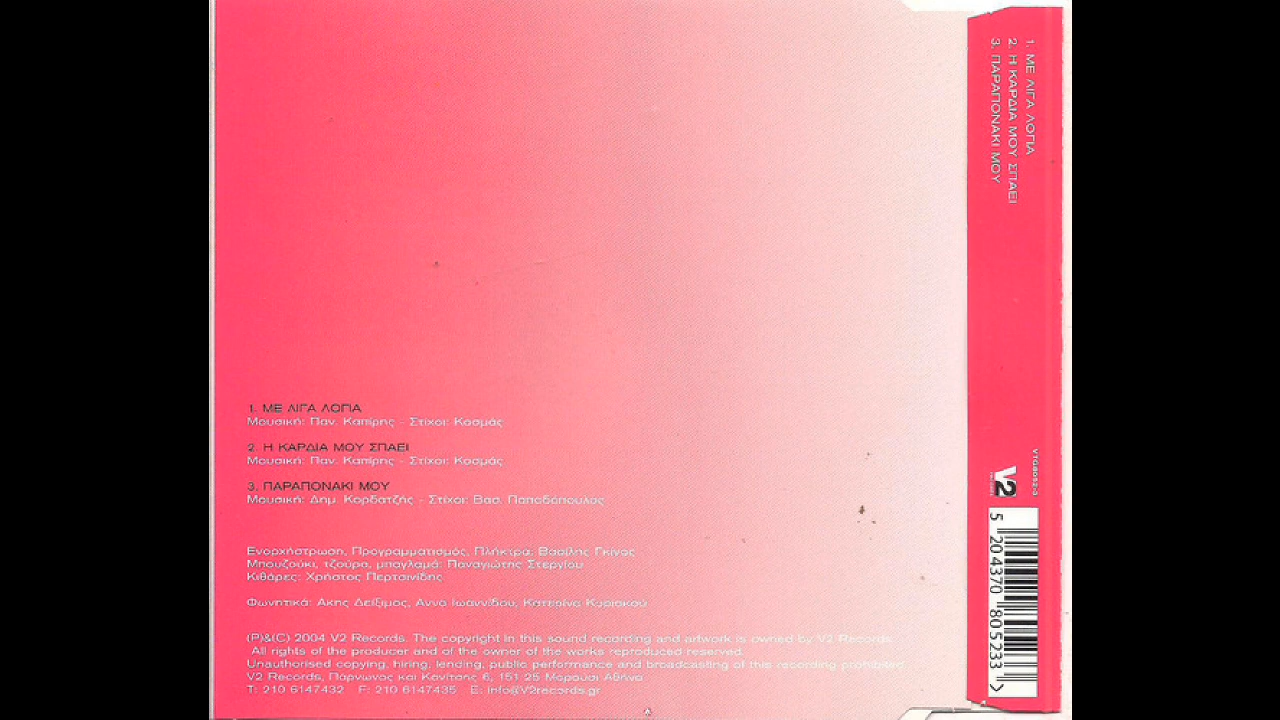 1. ΜΕ ΛΙΓΑ ΛΟΓΙΑ
Μουσική: Παν. Καπίρης - Στίχοι: Κοσμάς
2. Η ΚΑΡΔΙΑ ΜΟΥ ΣΠΑΕΙ
Μουσική: Παν. Καπίρης - Στίχοι: Κοσμάς
3. ΠΑΡΑΠΟΝΑΚΙ ΜΟΥ
Μουσική: Δημ. Κορδατζής - Στίχοι: Βασ. Παπαδόπουλος
Ενορχήστρωση, Προγραμματισμός, Πλήκτρα: Βασίλης Γκίνος
Μπουζούκι, τζούρα, μπαγλαμά: Παναγιώτης Στεργίου
Κιθάρες: Χρήστος Περτσινίδης
Φωνητικά: Ακης Δείξιμος, Αννα Ιωαννίδου, Κατερίνα Κυριακού
(P)&(C) 2004 V2 Records. The copyright in this sound recording and artwork is owned by V2 Records.
All rights of the producer and of the owner of the works reproduced reserved.
Unauthorised copying, hiring, lending, public performance and broadcasting of this recording prohibited.
V2 Records, Πάρνωνος και Κανίτσης 6, 151 25 Μαρούσι Αθήνα
T: 210 6147432 F: 210 6147435 E: info@V2records.gr
1. ΜΕ ΛΙΓΑ ΛΟΓΙΑ
2. Η ΚΑΡΔΙΑ ΜΟΥ ΣΠΑΕΙ
3. ΠΑΡΑΠΟΝΑΚΙ ΜΟΥ
V2
5 204370 805233 >